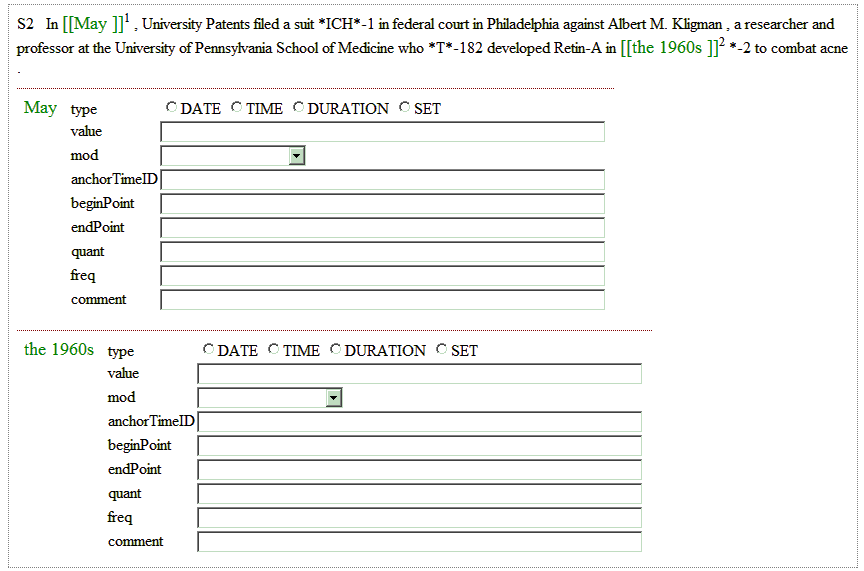 S2 In [[May ]]1 , University Patents filed a suit *ICH*-1 in federal court in Philadelphia against Albert M. Kligman , a researcher and
professor at the University of Pennsylvania School of Medicine who *T*-182 developed Retin-A in [[the 1960s ]]2 *-2 to combat acne
.
May type DATE TIME DURATION SET
value
mod
anchorTimeID
beginPoint
endPoint
quant
freq
comment
the 1960s type DATE TIME DURATION SET
value
mod
anchorTimeID
beginPoint
endPoint
quant
freq
comment